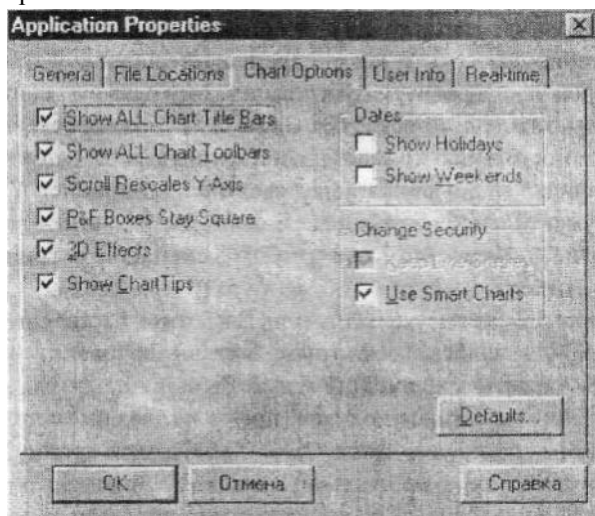 Application Properties
General File Locations Chart Options User Info Real-time
Show ALL Chart Title Bars
Show ALL Chart Toolbars
Scroll Rescales Y-Axis
P&F Boxes Stay Square
3D Effects
Show ChartTips
Dates
Show Holidays
Show Weekends
Change Security
Use Smart Charts
Defaults...
OK Отмена Справка